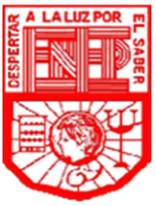 DESPERTAR
A LA LUZ POR
EL SABER
ENP